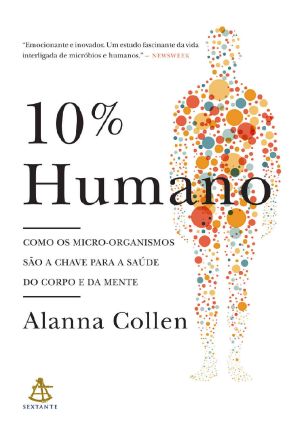 “Emocionante e inovador. Um estudo fascinante da vida
interligada de micróbios e humanos.” – NEWSWEEK
10%
Humano
COMO OS MICRO-ORGANISMOS
SÃO A CHAVE PARA A SAÚDE
DO CORPO E DA MENTE
Alanna Collen
SEXTANTE